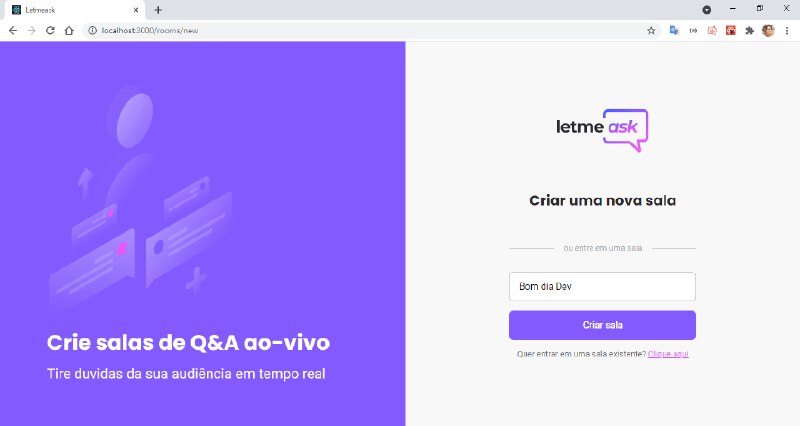 Letmeask
localhost:3000/rooms/new
letme ask
Criar uma nova sala
ou entre em uma sala
Bom dia Dev
Criar sala
Quer entrar em uma sala existente? Clique aqui
Crie salas de Q&A ao-vivo
Tire duvidas da sua audiência em tempo real